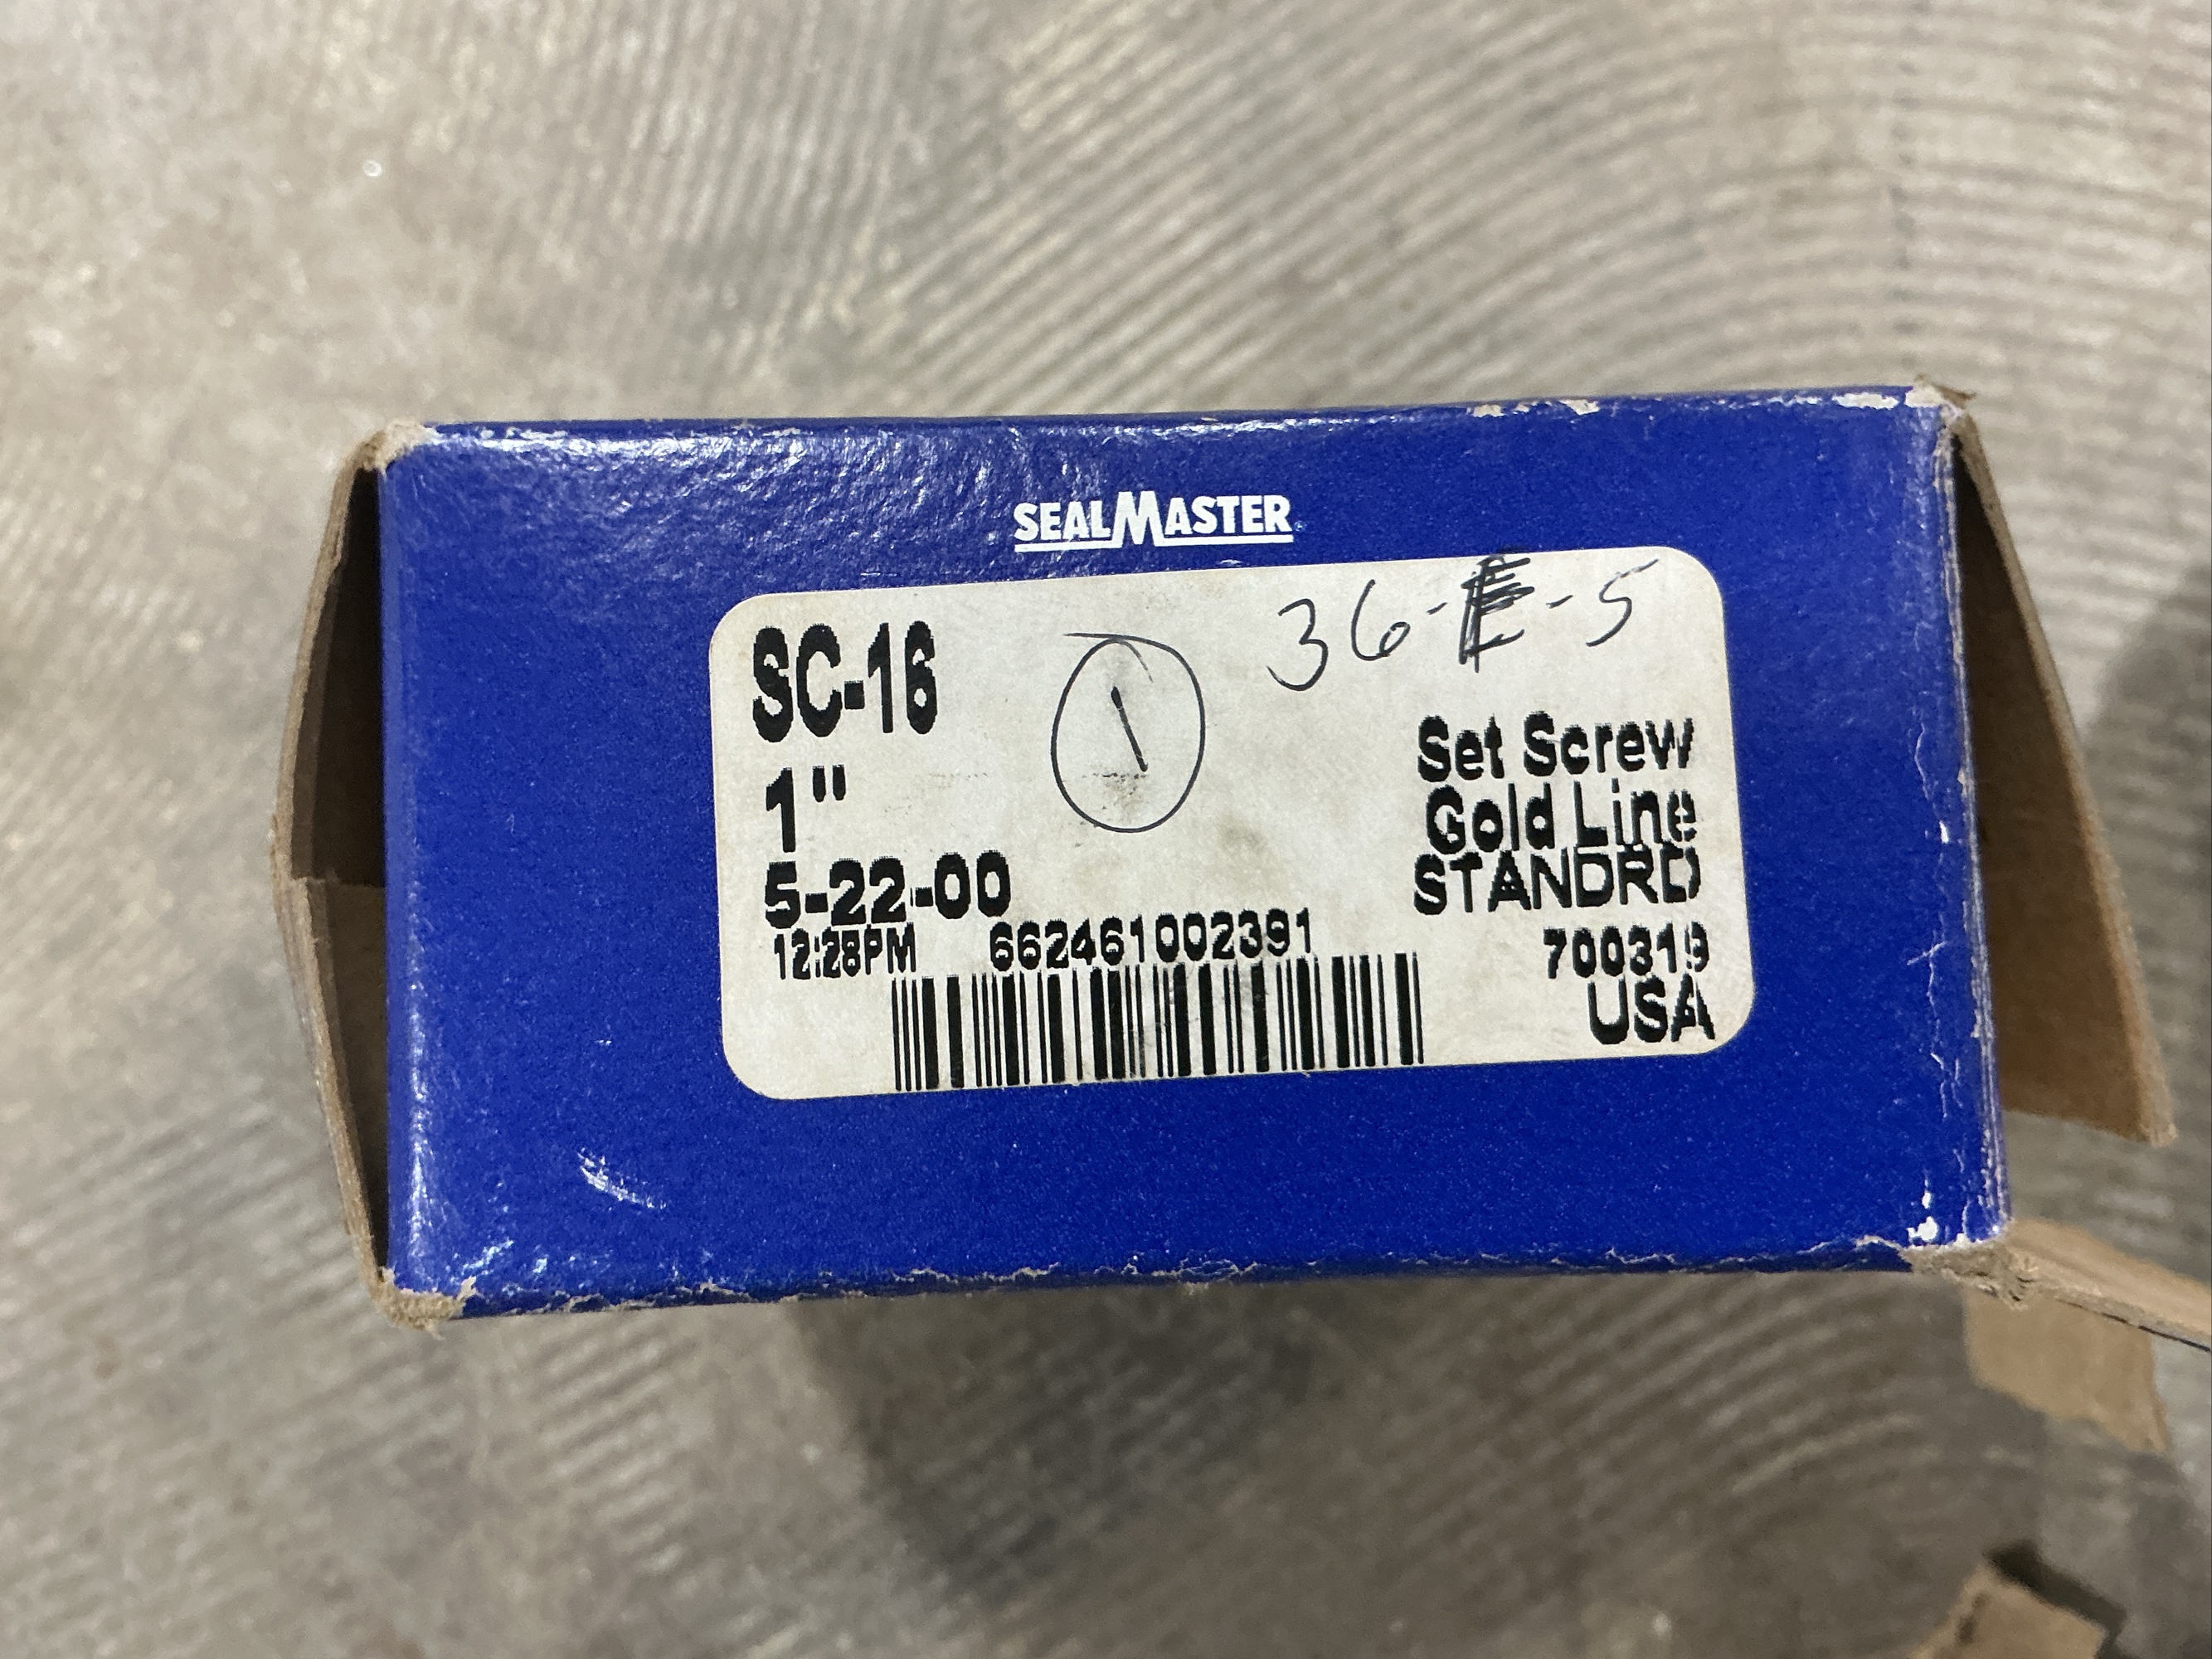 SEALMASTER
36-E-5
SC-16
1
Set Screw
1"
Gold Line
5-22-00
STANDRD
12:28PM 662461002391
700319
USA